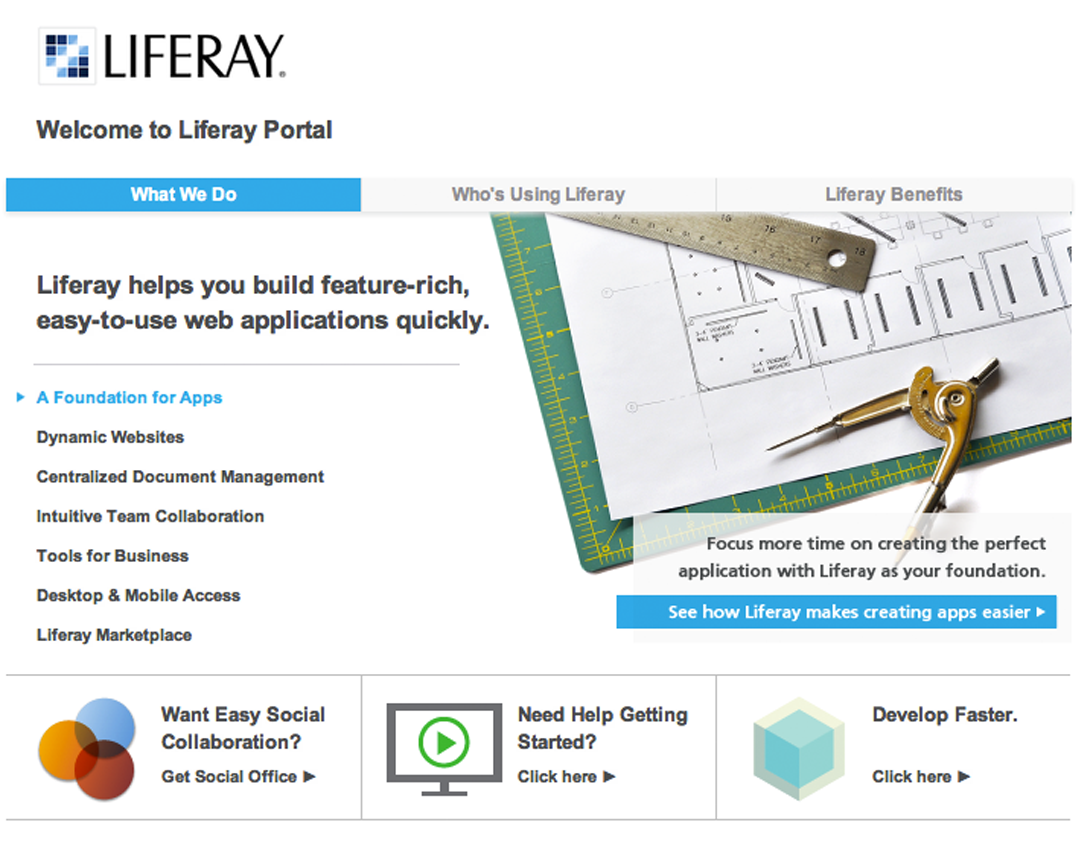 LIFERAY®
Welcome to Liferay Portal
What We Do
Who's Using Liferay
Liferay Benefits
Liferay helps you build feature-rich,
easy-to-use web applications quickly.
A Foundation for Apps
Dynamic Websites
Centralized Document Management
Intuitive Team Collaboration
Tools for Business
Desktop & Mobile Access
Liferay Marketplace
15 16 17 18
Focus more time on creating the perfect
application with Liferay as your foundation.
See how Liferay makes creating apps easier
Want Easy Social
Collaboration?
Get Social Office
Need Help Getting
Started?
Click here
Develop Faster.
Click here